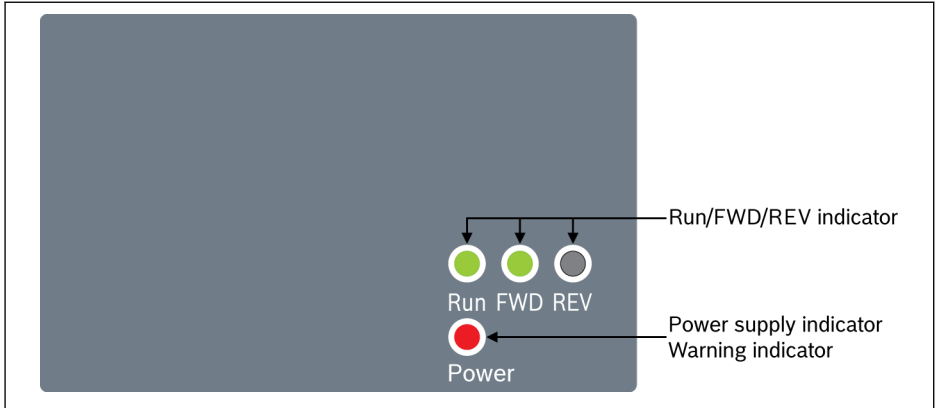 Run/FWD/REV indicator
Run FWD REV
Power supply indicator
Warning indicator
Power